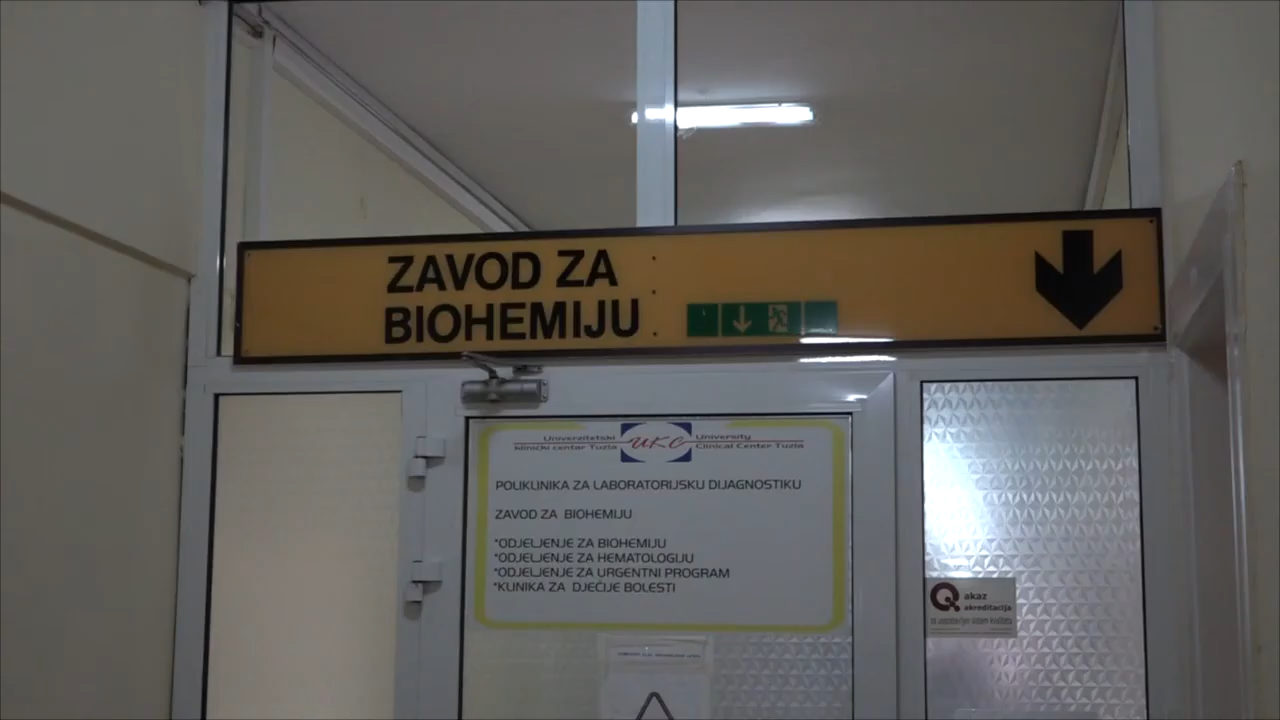 ZAVOD ZA
BIOHEMIJU
Univerzitetski
klinički centar Tuzla
UKC
University
Clinical Center Tuzla
POLIKLINIKA ZA LABORATORIJSKU DIJAGNOSTIKU
ZAVOD ZA BIOHEMIJU
*ODJELJENJE ZA BIOHEMIJU
*ODJELJENJE ZA HEMATOLOGIJU
*ODJELJENJE ZA URGENTNI PROGRAM
*KLINIKA ZA DJEČIJE BOLESTI
akaz
akreditacija